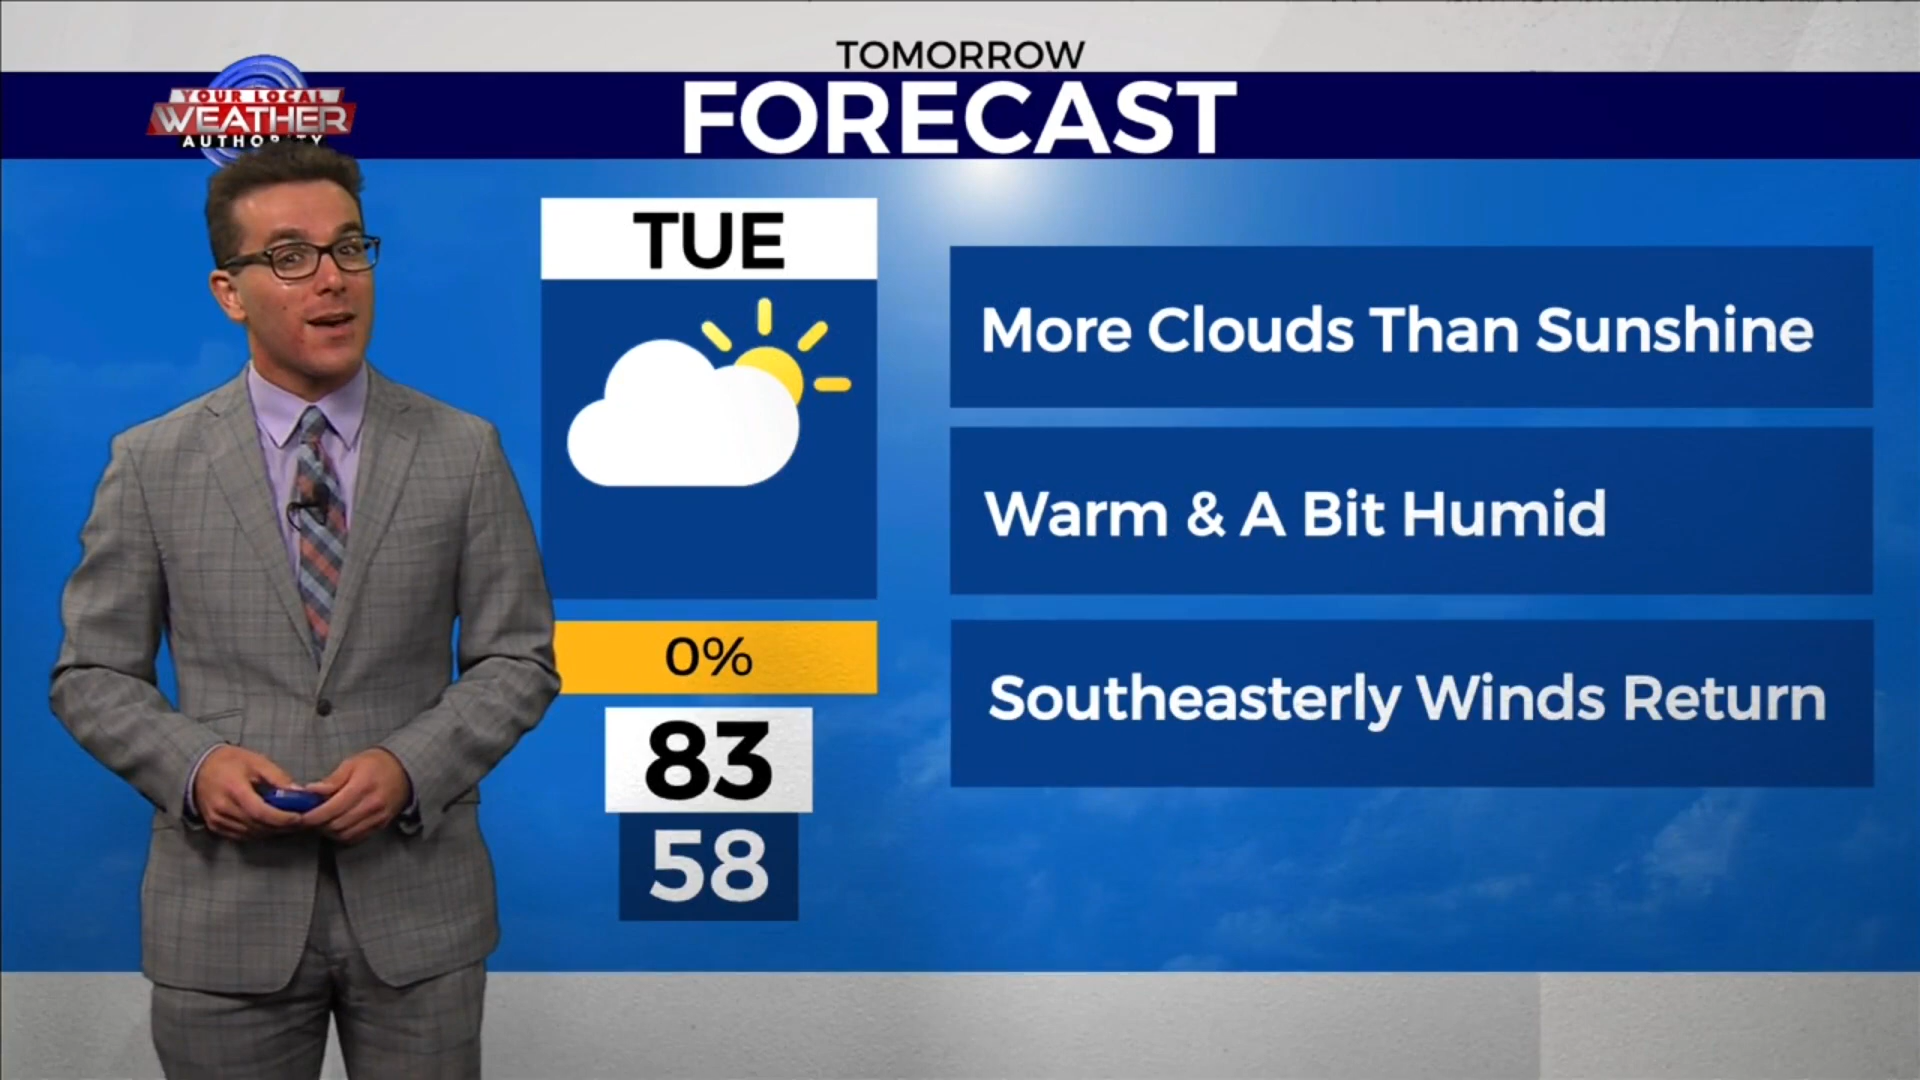 TOMORROW
FORECAST
YOUR LOCAL
WEATHER
AUTHORITY
TUE
0%
83
58
More Clouds Than Sunshine
Warm & A Bit Humid
Southeasterly Winds Return